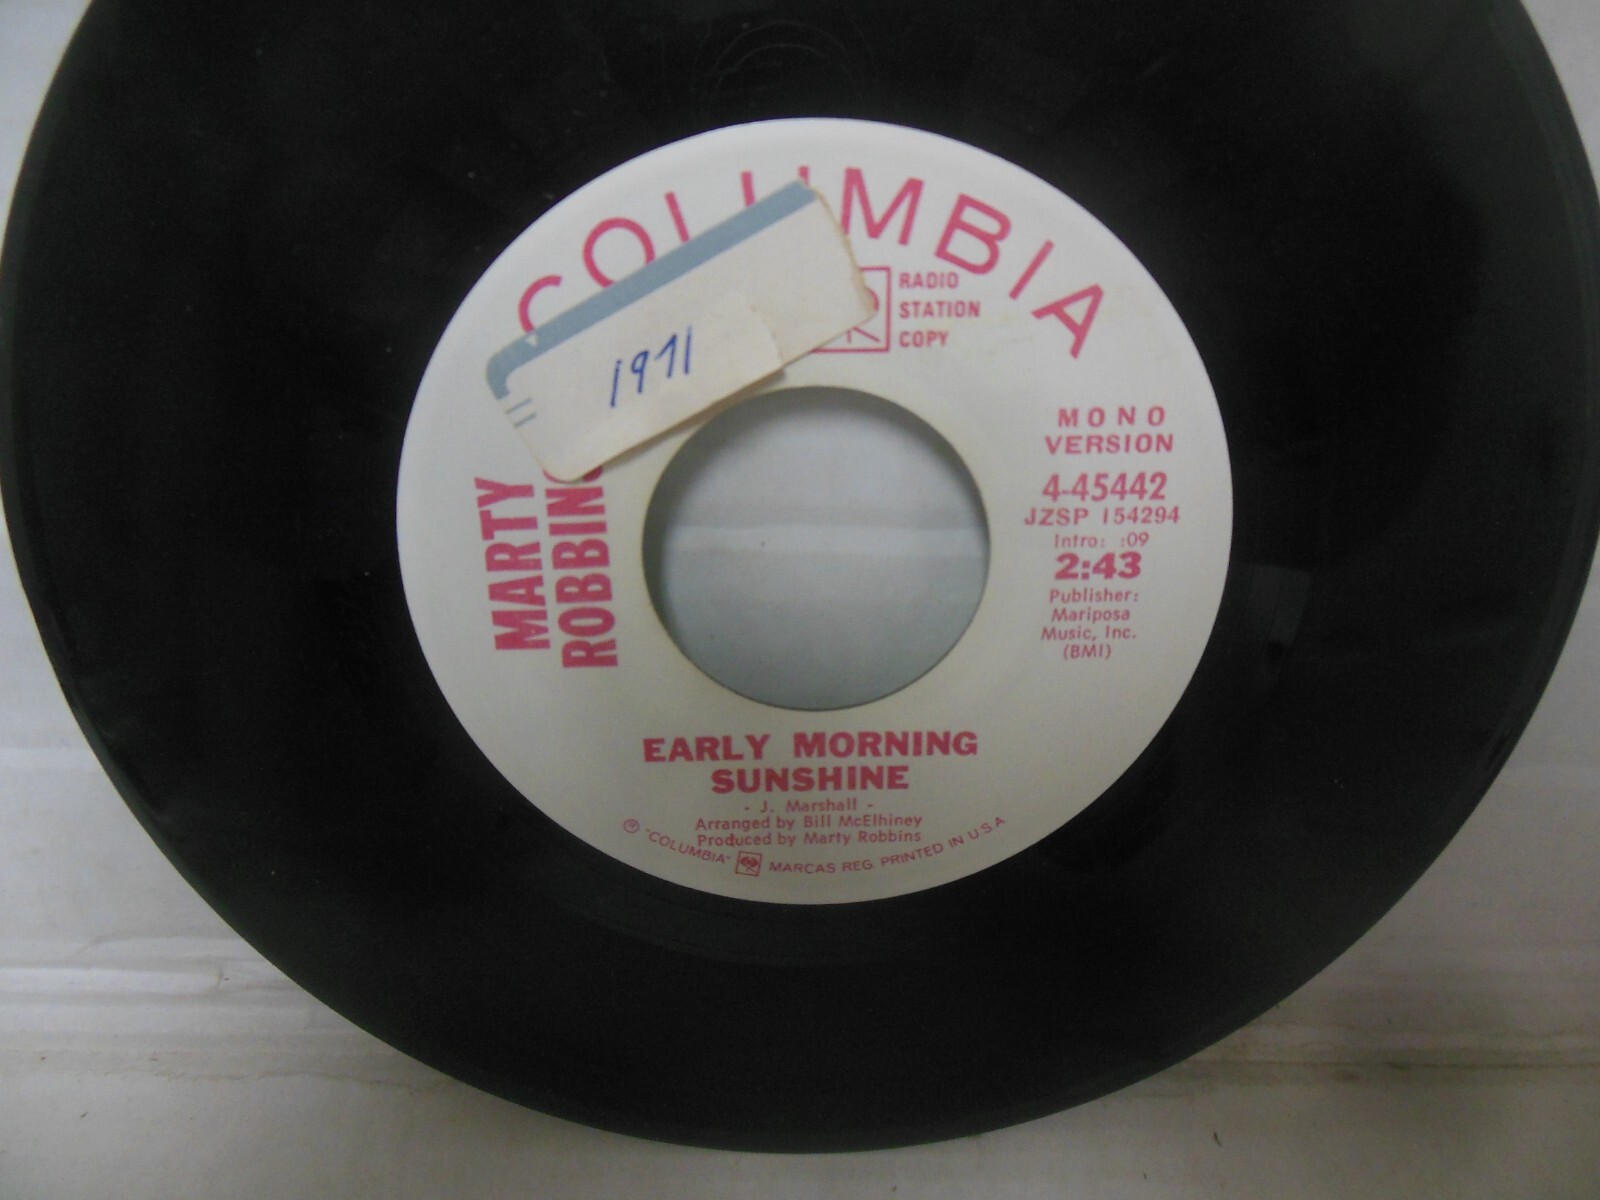 COLUMBIA
RADIO
STATION
COPY
1971
MARTY
ROBBINS
MONO
VERSION
4-45442
JZSP 154294
Intro: :09
2:43
Publisher:
Mariposa
Music, Inc.
(BMI)
EARLY MORNING
SUNSHINE
- J. Marshall -
Arranged by Bill McElhiney
Produced by Marty Robbins
Ⓟ "COLUMBIA" MARCAS REG. PRINTED IN U.S.A